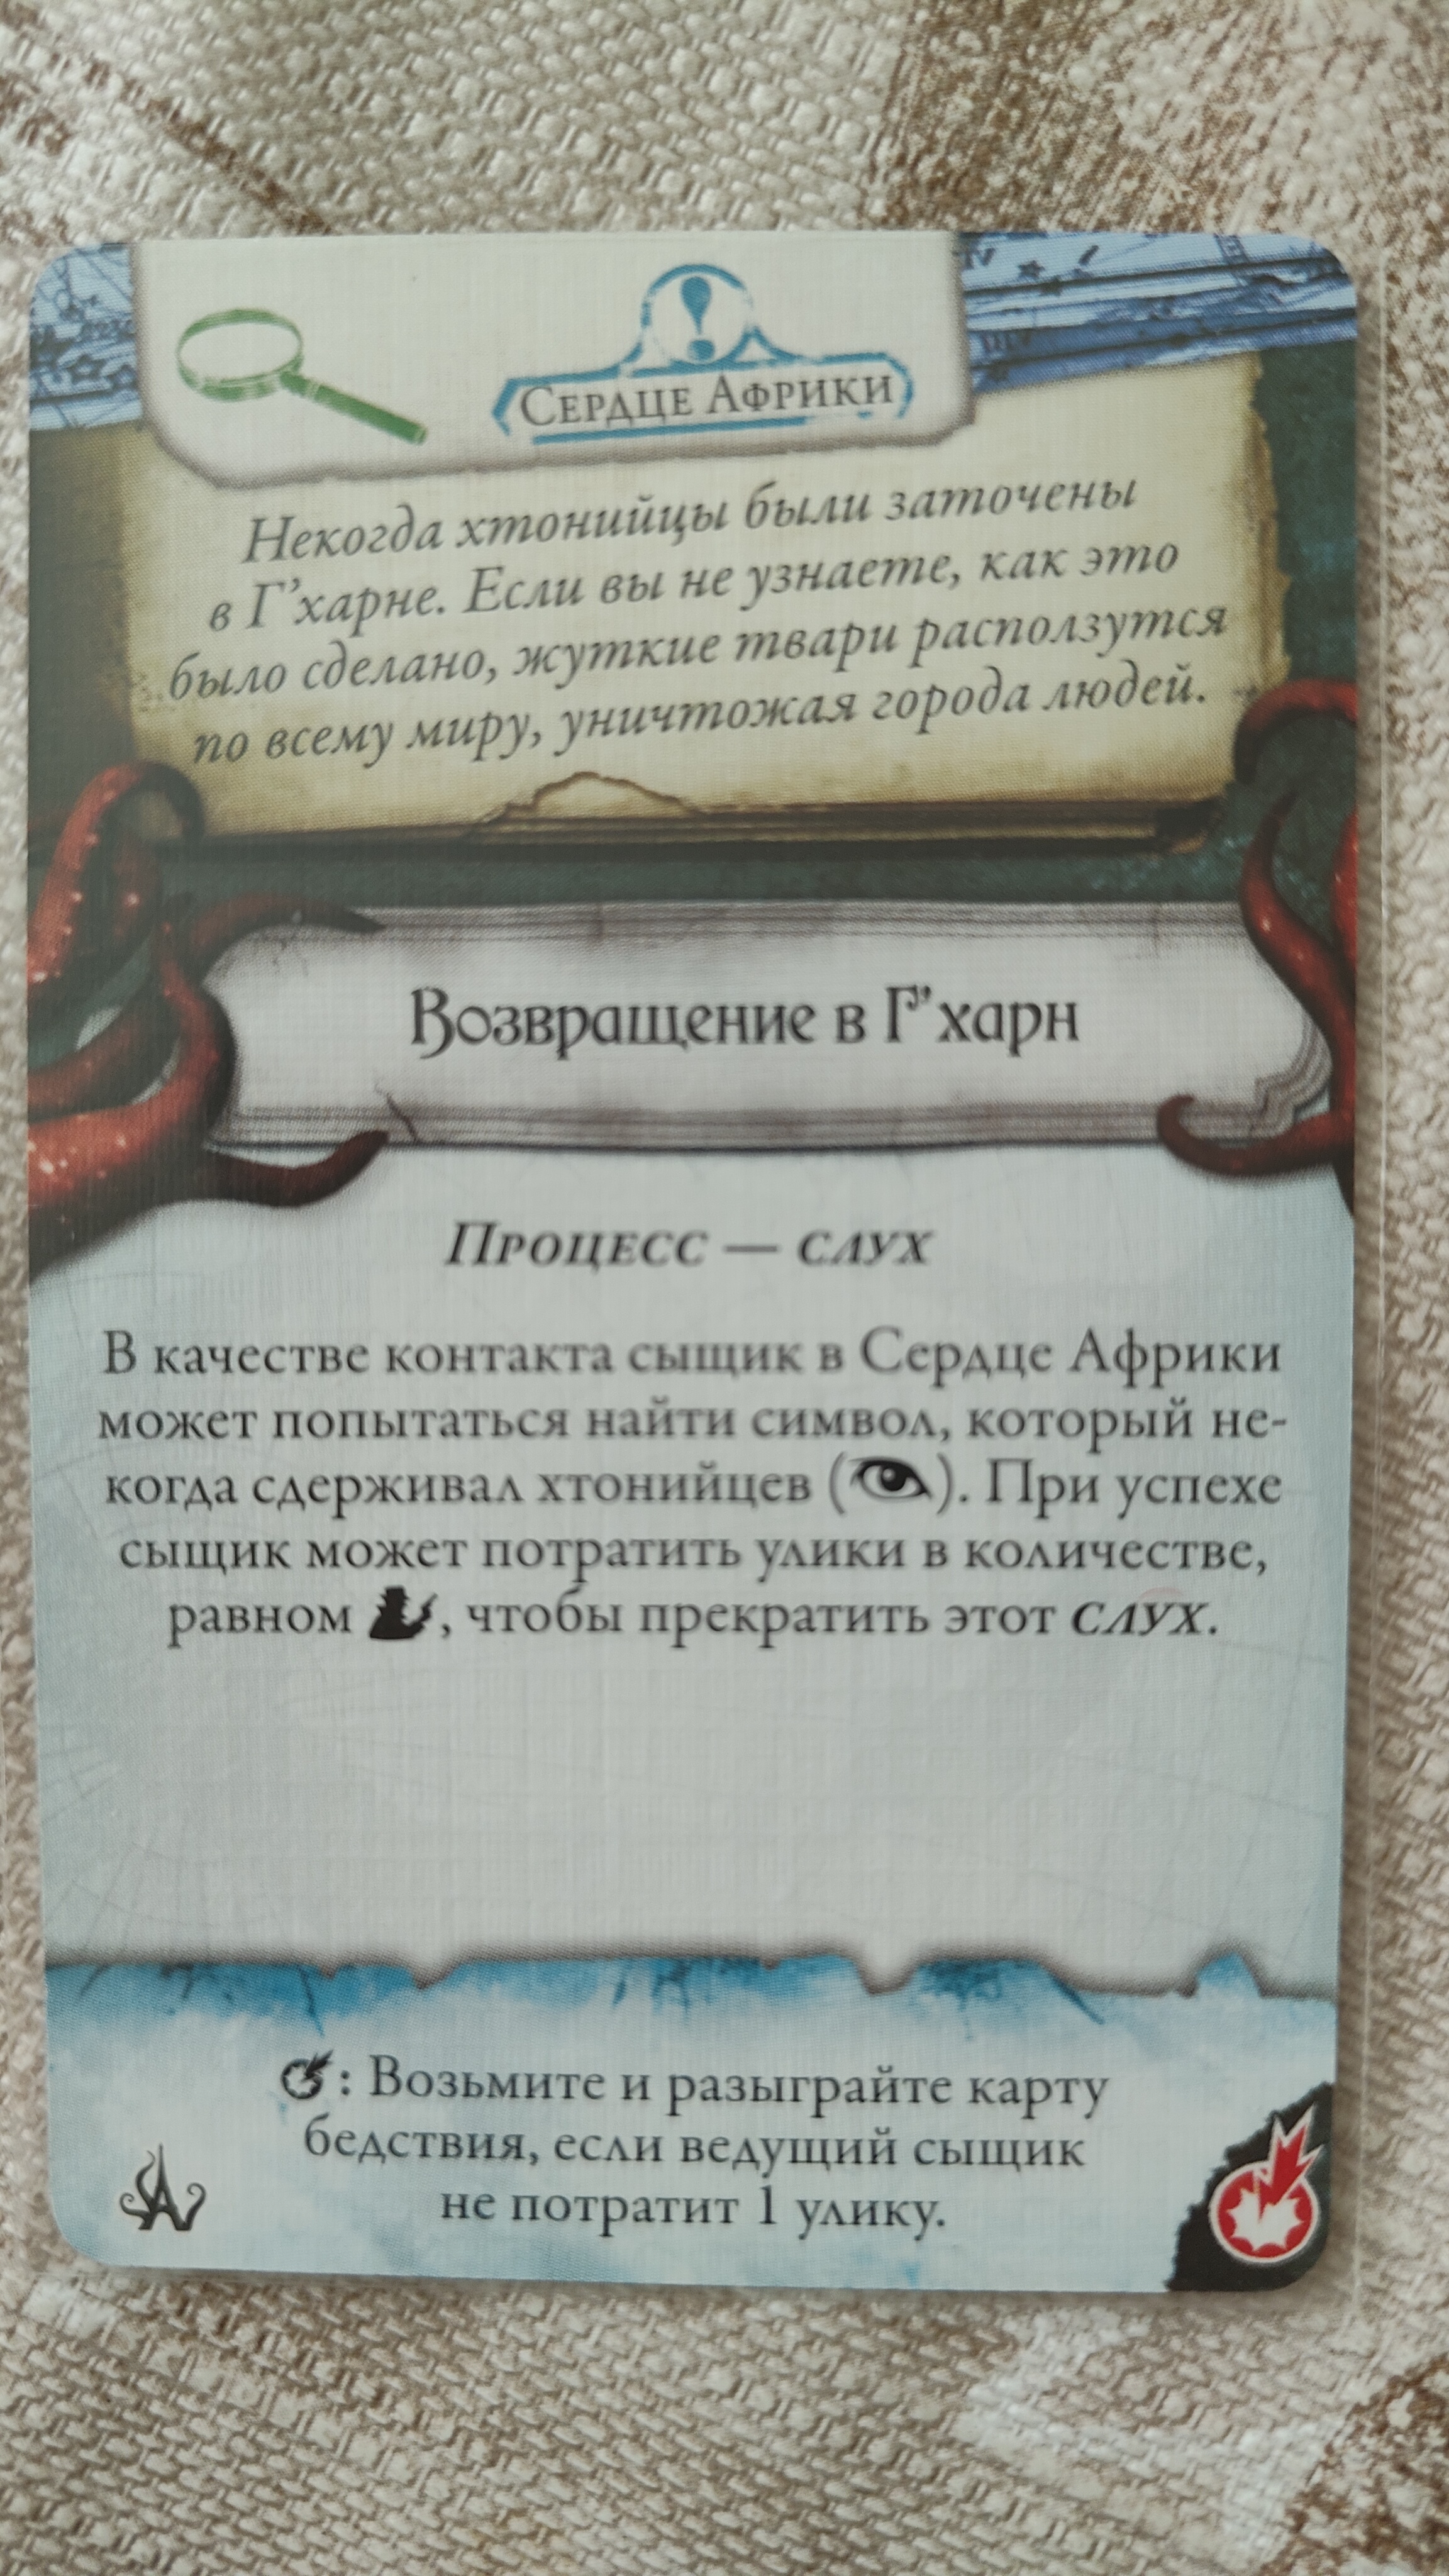 Сердце Африки
Некогда хтонийцы были заточены
в Г’харне. Если вы не узнаете, как это
было сделано, жуткие твари расползутся
по всему миру, уничтожая города людей.
Возвращение в Г’харн
Процесс — слух
В качестве контакта сыщик в Сердце Африки
может попытаться найти символ, который не-
когда сдерживал хтонийцев ( ). При успехе
сыщик может потратить улики в количестве,
равном , чтобы прекратить этот слух.
: Возьмите и разыграйте карту
бедствия, если ведущий сыщик
не потратит 1 улику.